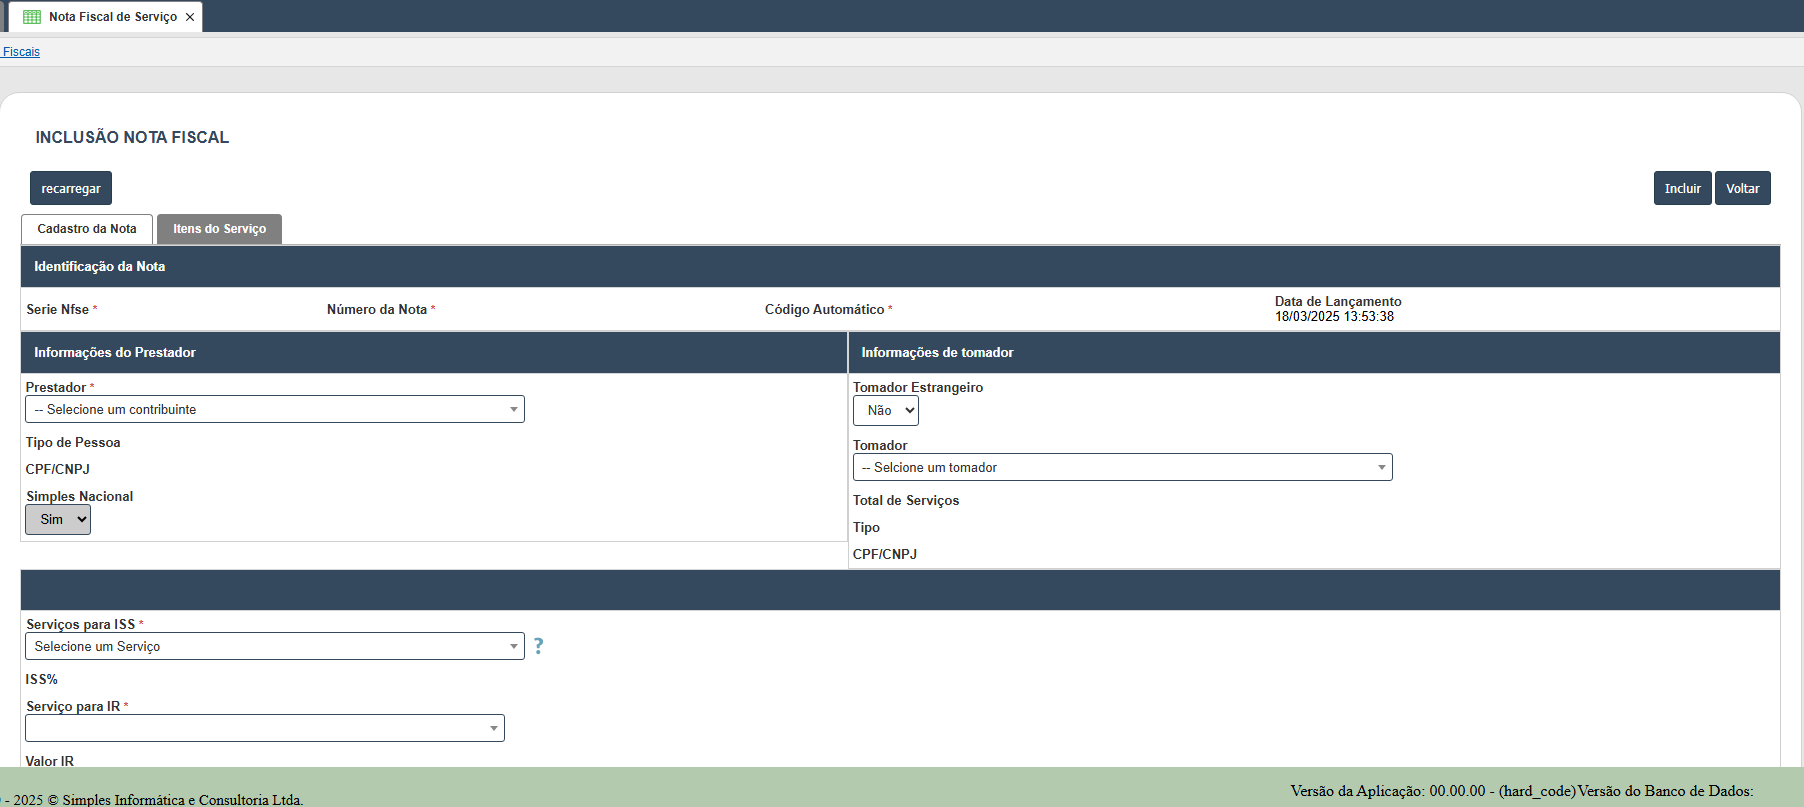 Nota Fiscal de Serviço ×
Fiscais
INCLUSÃO NOTA FISCAL
recarregar
Incluir Voltar
Cadastro da Nota Itens do Serviço
Identificação da Nota
Serie Nfse * Número da Nota * Código Automático * Data de Lançamento
18/03/2025 13:53:38
Informações do Prestador
Prestador *
-- Selecione um contribuinte
Tipo de Pessoa
CPF/CNPJ
Simples Nacional
Sim
Informações de tomador
Tomador Estrangeiro
Não
Tomador
-- Selcione um tomador
Total de Serviços
Tipo
CPF/CNPJ
Serviços para ISS *
Selecione um Serviço ?
ISS%
Serviço para IR *
Valor IR
- 2025 © Simples Informática e Consultoria Ltda.
Versão da Aplicação: 00.00.00 - (hard_code)Versão do Banco de Dados: